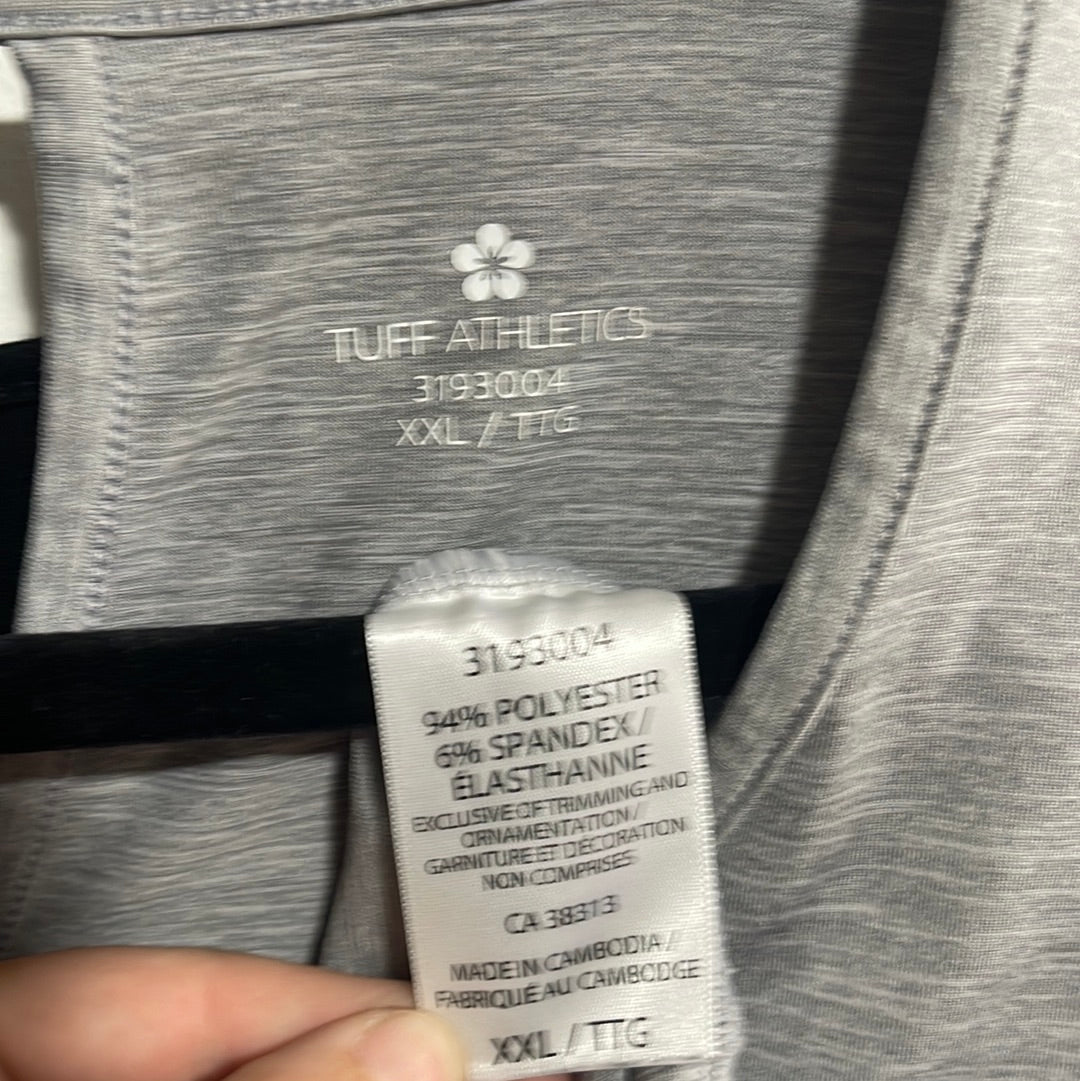 TUFF ATHLETICS
3193004
XXL / TTG
3193004
94% POLYESTER
6% SPANDEX/
ÉLASTHANNE
EXCLUSIVE OF TRIMMING AND
ORNAMENTATION/
GARNITURE ET DÉCORATION
NON COMPRISES
CA 38313
MADE IN CAMBODIA/
FABRIQUÉ AU CAMBODGE
XXL / TTG